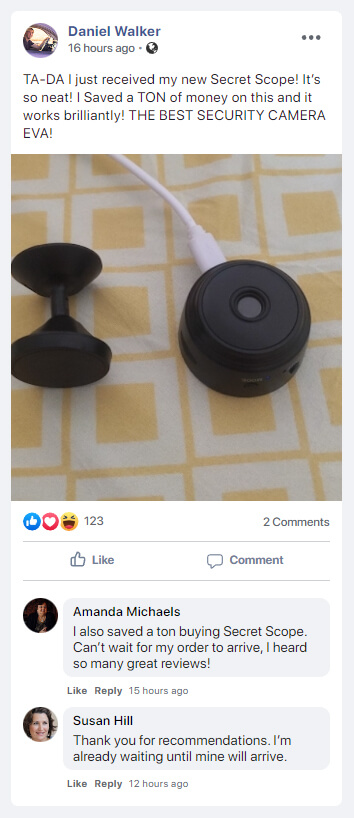 Daniel Walker
16 hours ago ·
TA-DA I just received my new Secret Scope! It's
so neat! I Saved a TON of money on this and it
works brilliantly! THE BEST SECURITY CAMERA
EVA!
123
2 Comments
Like
Comment
Amanda Michaels
I also saved a ton buying Secret Scope.
Can't wait for my order to arrive, I heard
so many great reviews!
Like Reply 15 hours ago
Susan Hill
Thank you for recommendations. I'm
already waiting until mine will arrive.
Like Reply 12 hours ago